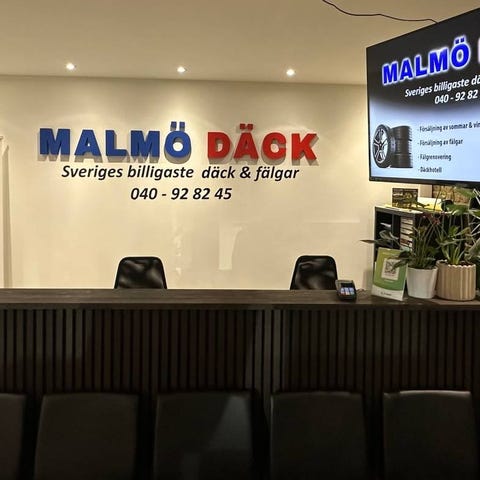 MALMÖ DÄCK
Sveriges billigaste däck & fälgar
040 - 92 82 45
MALMÖ
Sveriges billigaste
040 - 92 82
- Försäljning av sommar &
- Försäljning av fälgar
- Fälgrenovering
- Däckhotell